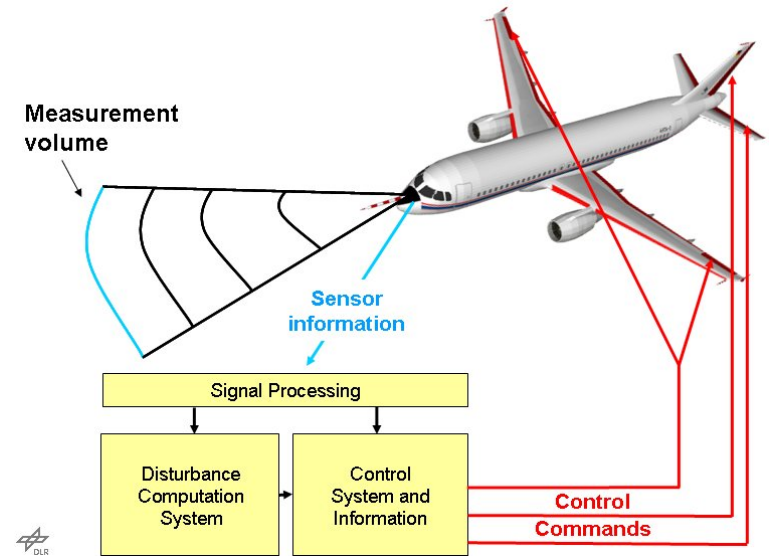 Measurement
volume
Sensor
information
Signal Processing
Disturbance
Computation
System
Control
System and
Information
Control
Commands
DLR